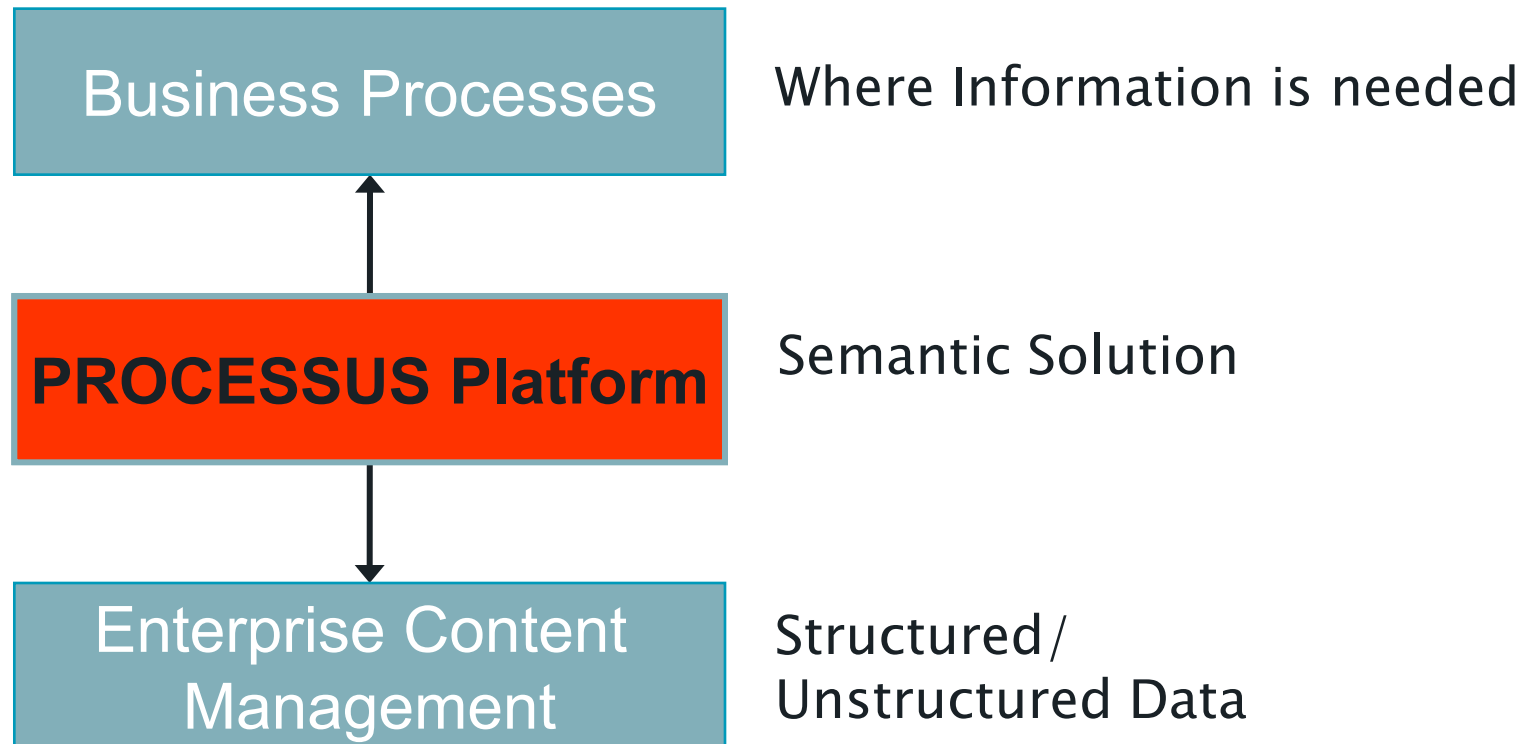 Business Processes
Where Information is needed
PROCESSUS Platform
Semantic Solution
Enterprise Content
Management
Structured/
Unstructured Data